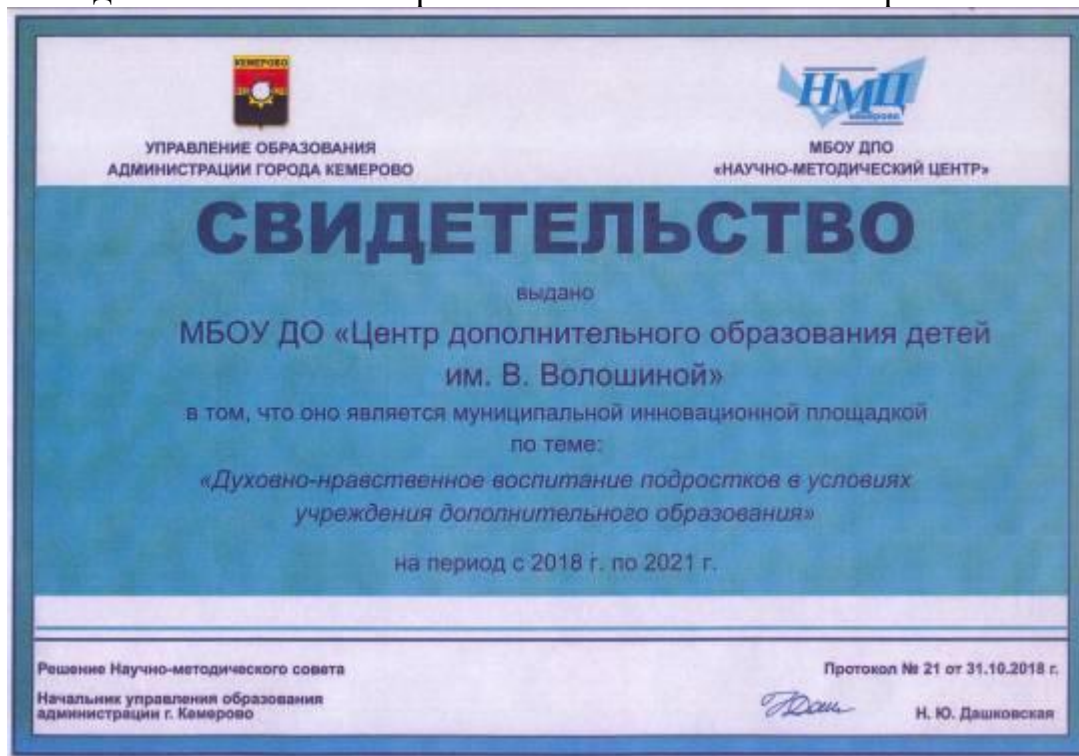 КЕМЕРОВО
НМЦ
кемерово
УПРАВЛЕНИЕ ОБРАЗОВАНИЯ
АДМИНИСТРАЦИИ ГОРОДА КЕМЕРОВО
МБОУ ДПО
«НАУЧНО-МЕТОДИЧЕСКИЙ ЦЕНТР»
СВИДЕТЕЛЬСТВО
выдано
МБОУ ДО «Центр дополнительного образования детей
им. В. Волошиной»
в том, что оно является муниципальной инновационной площадкой
по теме:
«Духовно-нравственное воспитание подростков в условиях
учреждения дополнительного образования»
на период с 2018 г. по 2021 г.
Решение Научно-методического совета
Протокол № 21 от 31.10.2018 г.
Начальник управления образования
администрации г. Кемерово
Н. Ю. Дашковская